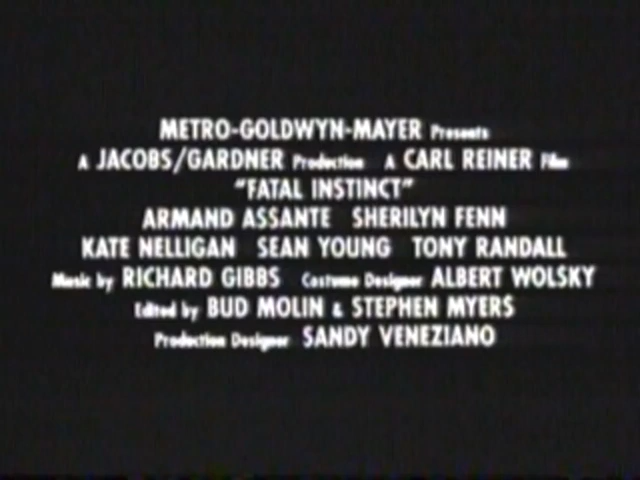 METRO-GOLDWYN-MAYER Presents
A JACOBS/GARDNER Production A CARL REINER Film
"FATAL INSTINCT"
ARMAND ASSANTE SHERILYN FENN
KATE NELLIGAN SEAN YOUNG TONY RANDALL
Music by RICHARD GIBBS Costume Designer ALBERT WOLSKY
Edited by BUD MOLIN & STEPHEN MYERS
Production Designer SANDY VENEZIANO